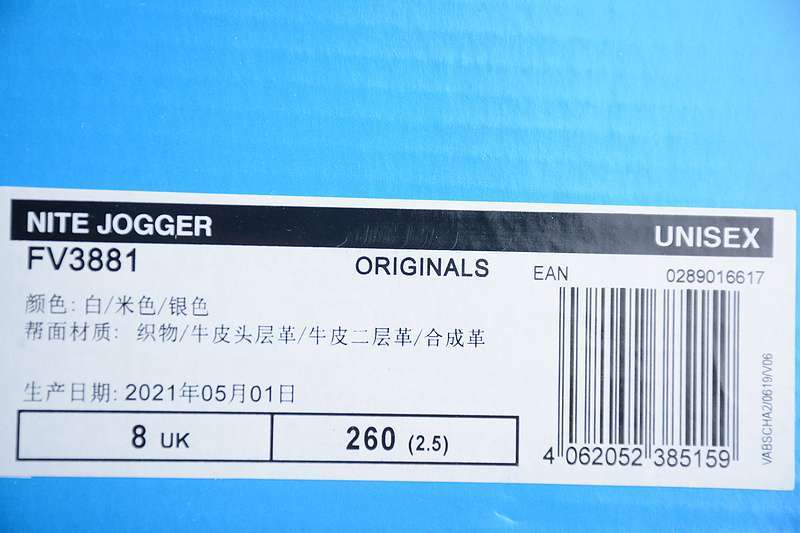 NITE JOGGER
UNISEX
FV3881
ORIGINALS
EAN
0289016617
颜色: 白/米色/银色
帮面材质: 织物/牛皮头层革/牛皮二层革/合成革
生产日期: 2021年05月01日
8 UK
260 (2.5)
4 062052 385159
VABSCHA2/0619/V06